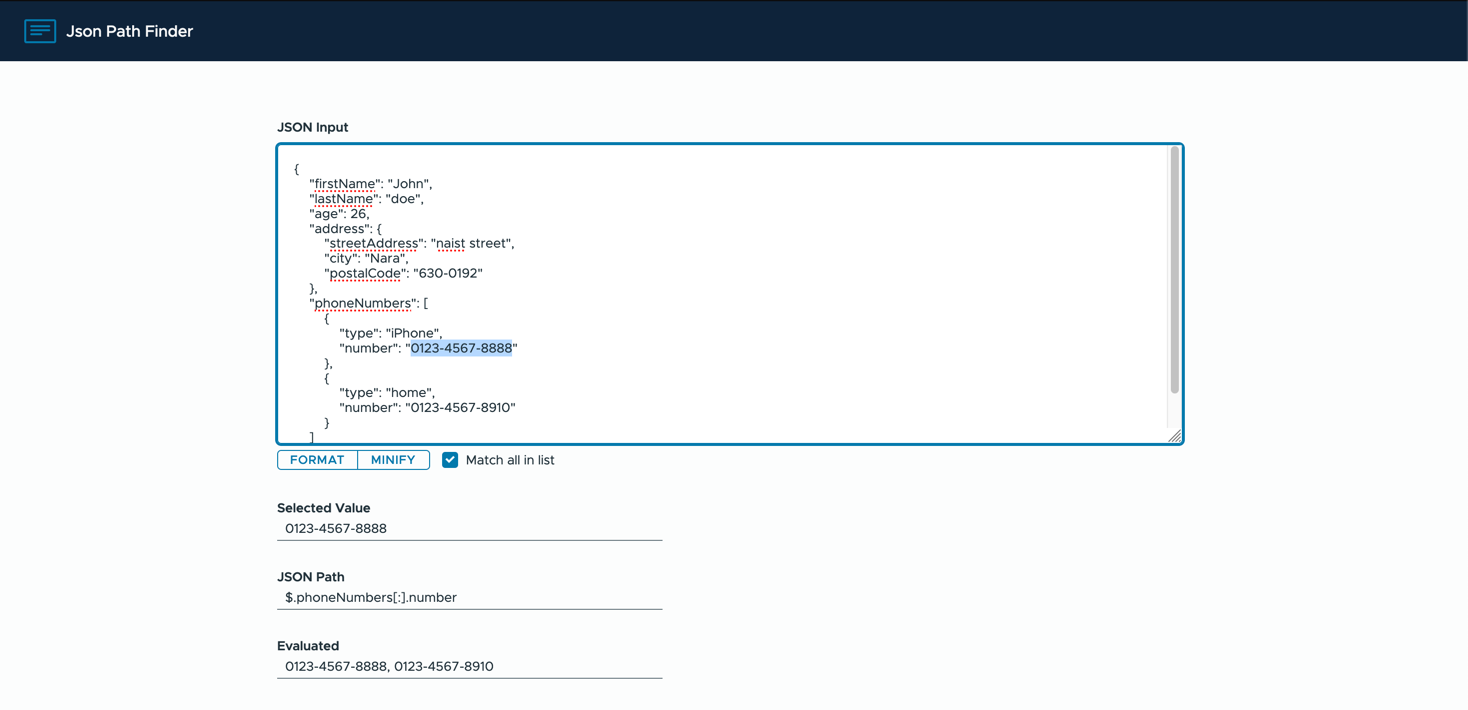 Json Path Finder
JSON Input
{
"firstName": "John",
"lastName": "doe",
"age": 26,
"address": {
"streetAddress": "naist street",
"city": "Nara",
"postalCode": "630-0192"
},
"phoneNumbers": [
{
"type": "iPhone",
"number": "0123-4567-8888"
},
{
"type": "home",
"number": "0123-4567-8910"
}
]
FORMAT MINIFY Match all in list
Selected Value
0123-4567-8888
JSON Path
$.phoneNumbers[:].number
Evaluated
0123-4567-8888, 0123-4567-8910